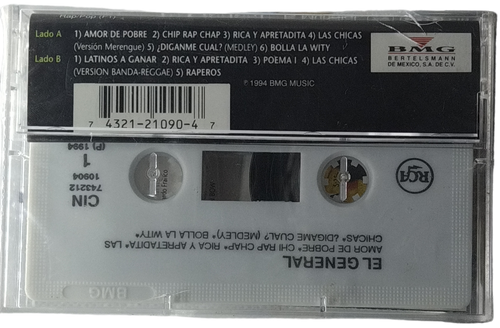 Rap Pop (P1)
Lado A 1) AMOR DE POBRE 2) CHIP RAP CHAP 3) RICA Y APRETADITA 4) LAS CHICAS
(Versión Merengue) 5) ¿DIGANME CUAL? (MEDLEY) 6) BOLLA LA WITY
Lado B 1) LATINOS A GANAR 2) RICA Y APRETADITA 3) POEMA I 4) LAS CHICAS
(VERSION BANDA-REGGAE) 5) RAPEROS
BMG
BERTELSMANN
DE MEXICO, S.A. DE C.V.
℗1994 BMG MUSIC
7 4321-21090-4 7
CIN
743212
10904
1
(P) 1994
RCA
EL GENERAL
AMOR DE POBRE* CHI RAP CHAP* RICA Y APRETADITA* LAS
CHICAS* ¿DIGAME CUAL? (MEDLEY)* BOLLA LA WITY*
BMG